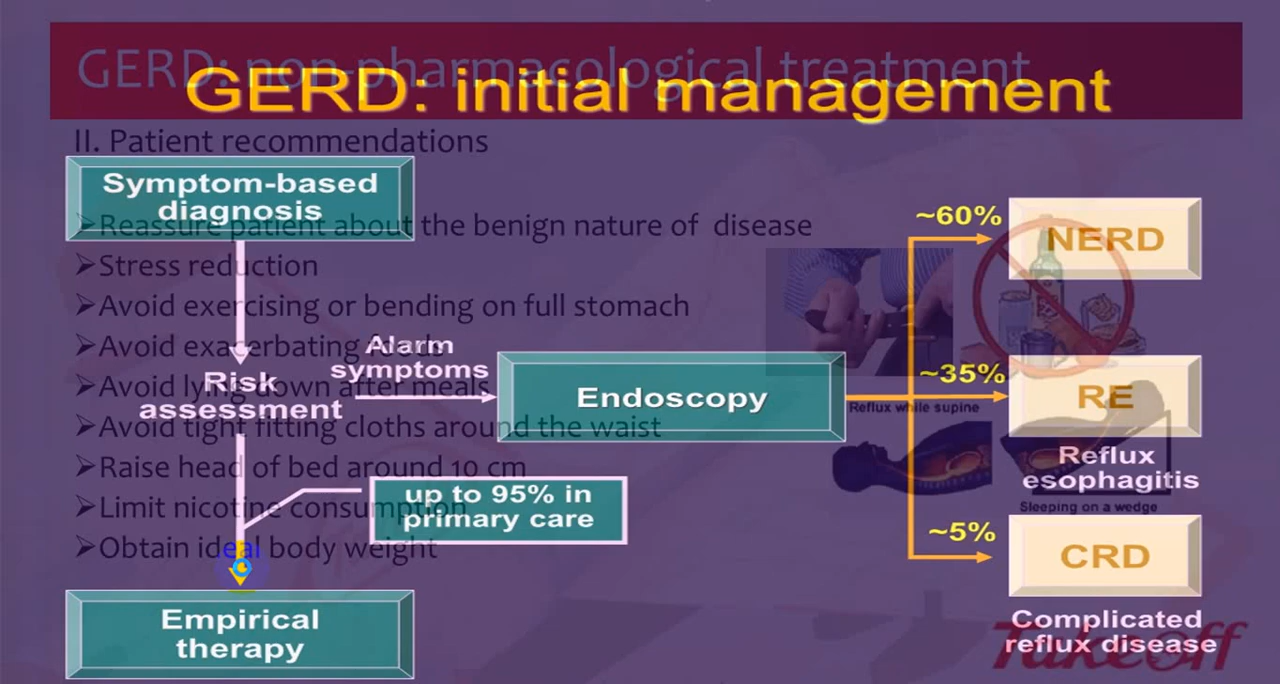 GERD: non-pharmacological treatment
GERD: initial management
II. Patient recommendations
Symptom-based
diagnosis
➢Reassure patient about the benign nature of disease
➢Stress reduction
➢Avoid exercising or bending on full stomach
➢Avoid exacerbating
➢Avoid lying down after meals
➢Avoid tight fitting cloths around the waist
➢Raise head of bed around 10 cm
➢Limit nicotine consumption
➢Obtain ideal body weight
Risk
assessment
Alarm
symptoms
Endoscopy
up to 95% in
primary care
Empirical
therapy
~60%
NERD
~35%
RE
Reflux
esophagitis
~5%
CRD
Complicated
reflux disease
Reflux while supine
Sleeping on a wedge
TakeOff